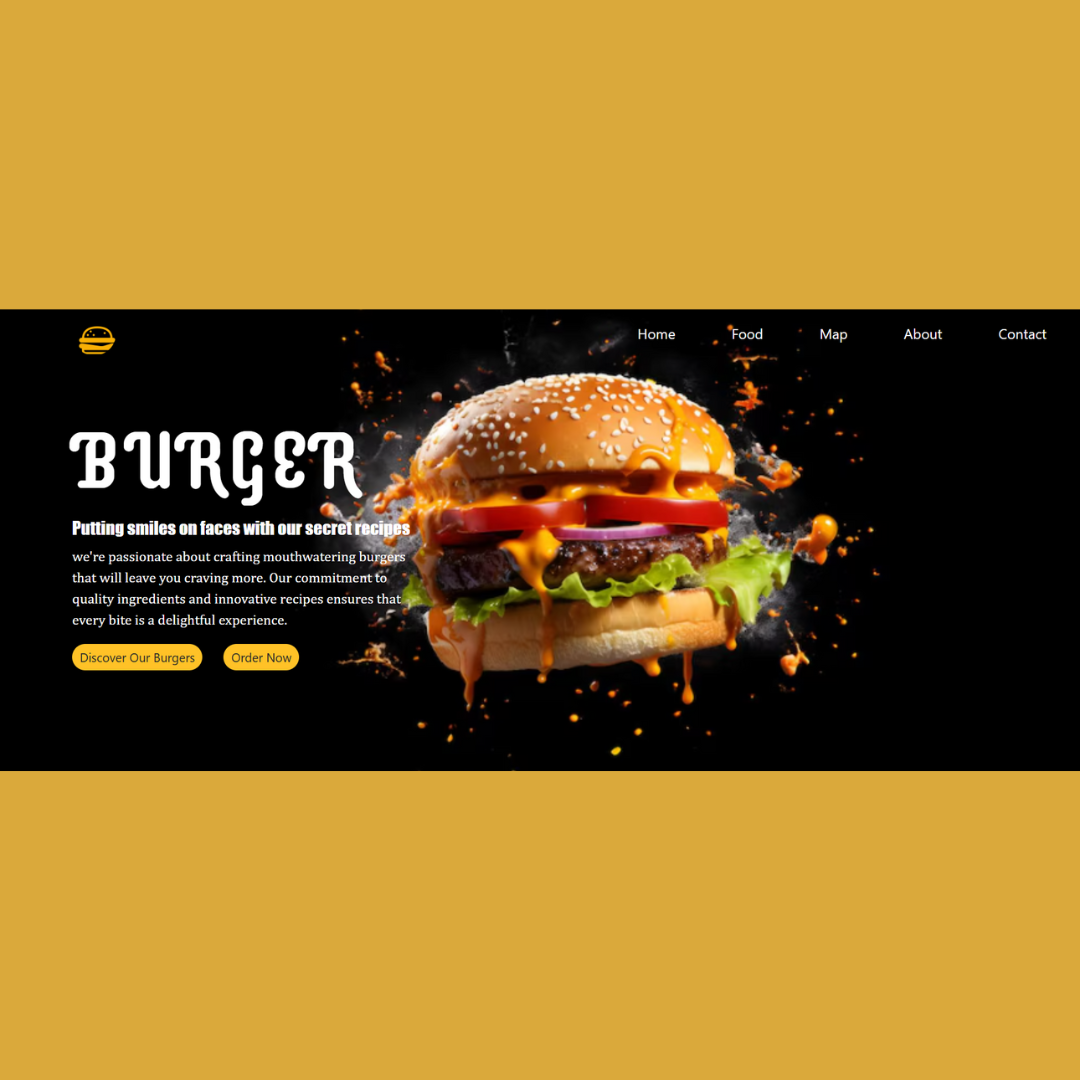 Home Food Map About Contact
BURGER
Putting smiles on faces with our secret recipes
we're passionate about crafting mouthwatering burgers
that will leave you craving more. Our commitment to
quality ingredients and innovative recipes ensures that
every bite is a delightful experience.
Discover Our Burgers Order Now